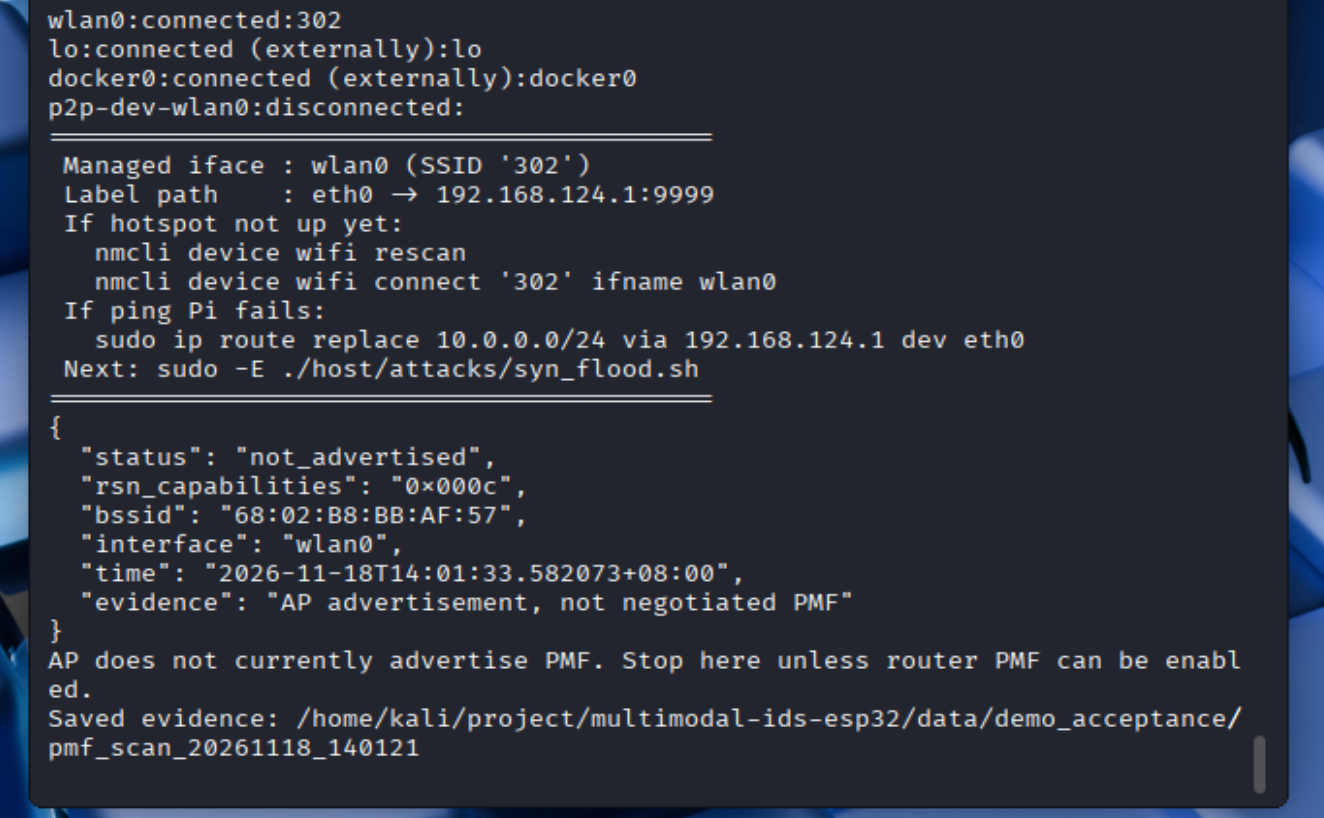 wlan0:connected:302
lo:connected (externally):lo
docker0:connected (externally):docker0
p2p-dev-wlan0:disconnected:
Managed iface : wlan0 (SSID '302')
Label path    : eth0 → 192.168.124.1:9999
If hotspot not up yet:
  nmcli device wifi rescan
  nmcli device wifi connect '302' ifname wlan0
If ping Pi fails:
  sudo ip route replace 10.0.0.0/24 via 192.168.124.1 dev eth0
Next: sudo -E ./host/attacks/syn_flood.sh
{
  "status": "not_advertised",
  "rsn_capabilities": "0×000c",
  "bssid": "68:02:B8:BB:AF:57",
  "interface": "wlan0",
  "time": "2026-11-18T14:01:33.582073+08:00",
  "evidence": "AP advertisement, not negotiated PMF"
}
AP does not currently advertise PMF. Stop here unless router PMF can be enabl
ed.
Saved evidence: /home/kali/project/multimodal-ids-esp32/data/demo_acceptance/
pmf_scan_20261118_140121